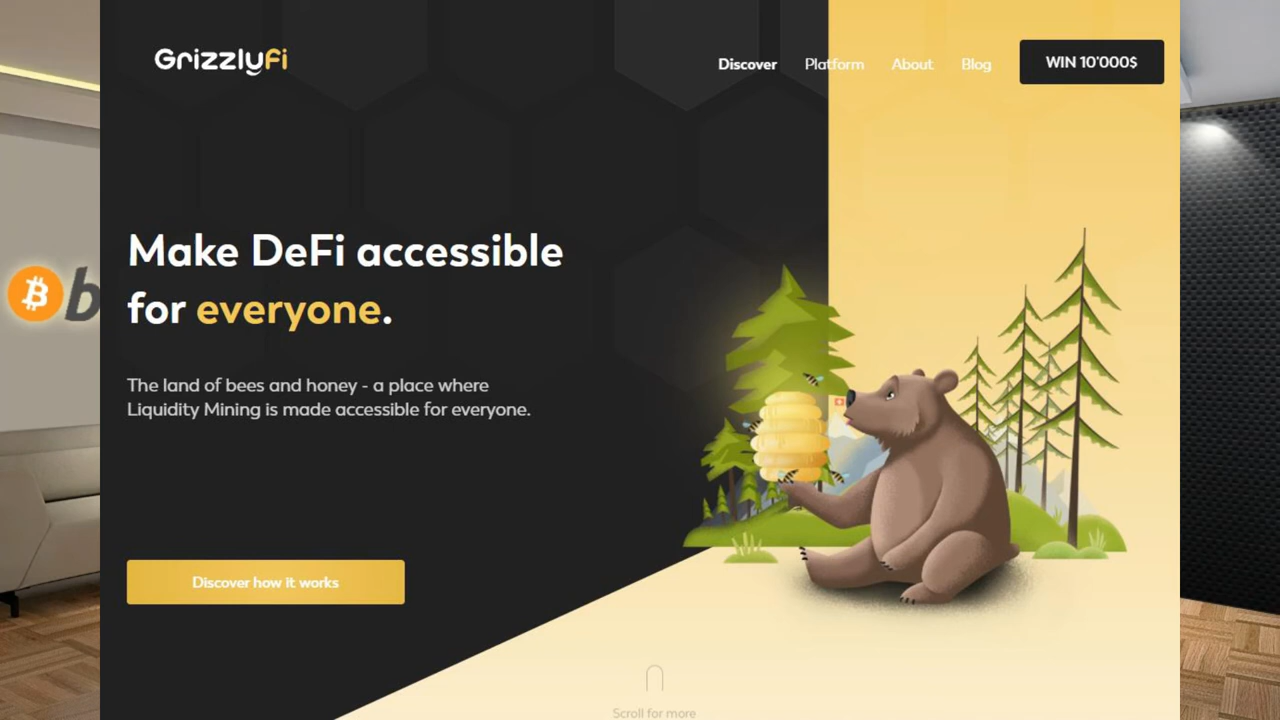 GrizzlyFi
Discover Platform About Blog WIN 10'000$
Make DeFi accessible
for everyone.
b
The land of bees and honey - a place where
Liquidity Mining is made accessible for everyone.
Discover how it works
Scroll for more